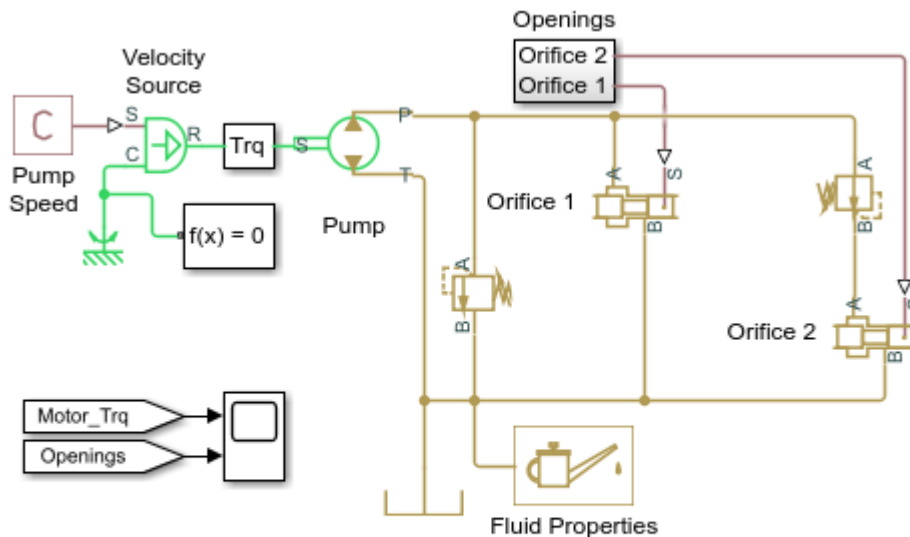 Openings
Orifice 2
Orifice 1
Velocity
Source
S
C
R
C
Trq
S
P
T
Pump
Speed
f(x) = 0
Pump
A
S
Orifice 1
B
A
B
A
B
A
Orifice 2
B
Motor_Trq
Openings
Fluid Properties